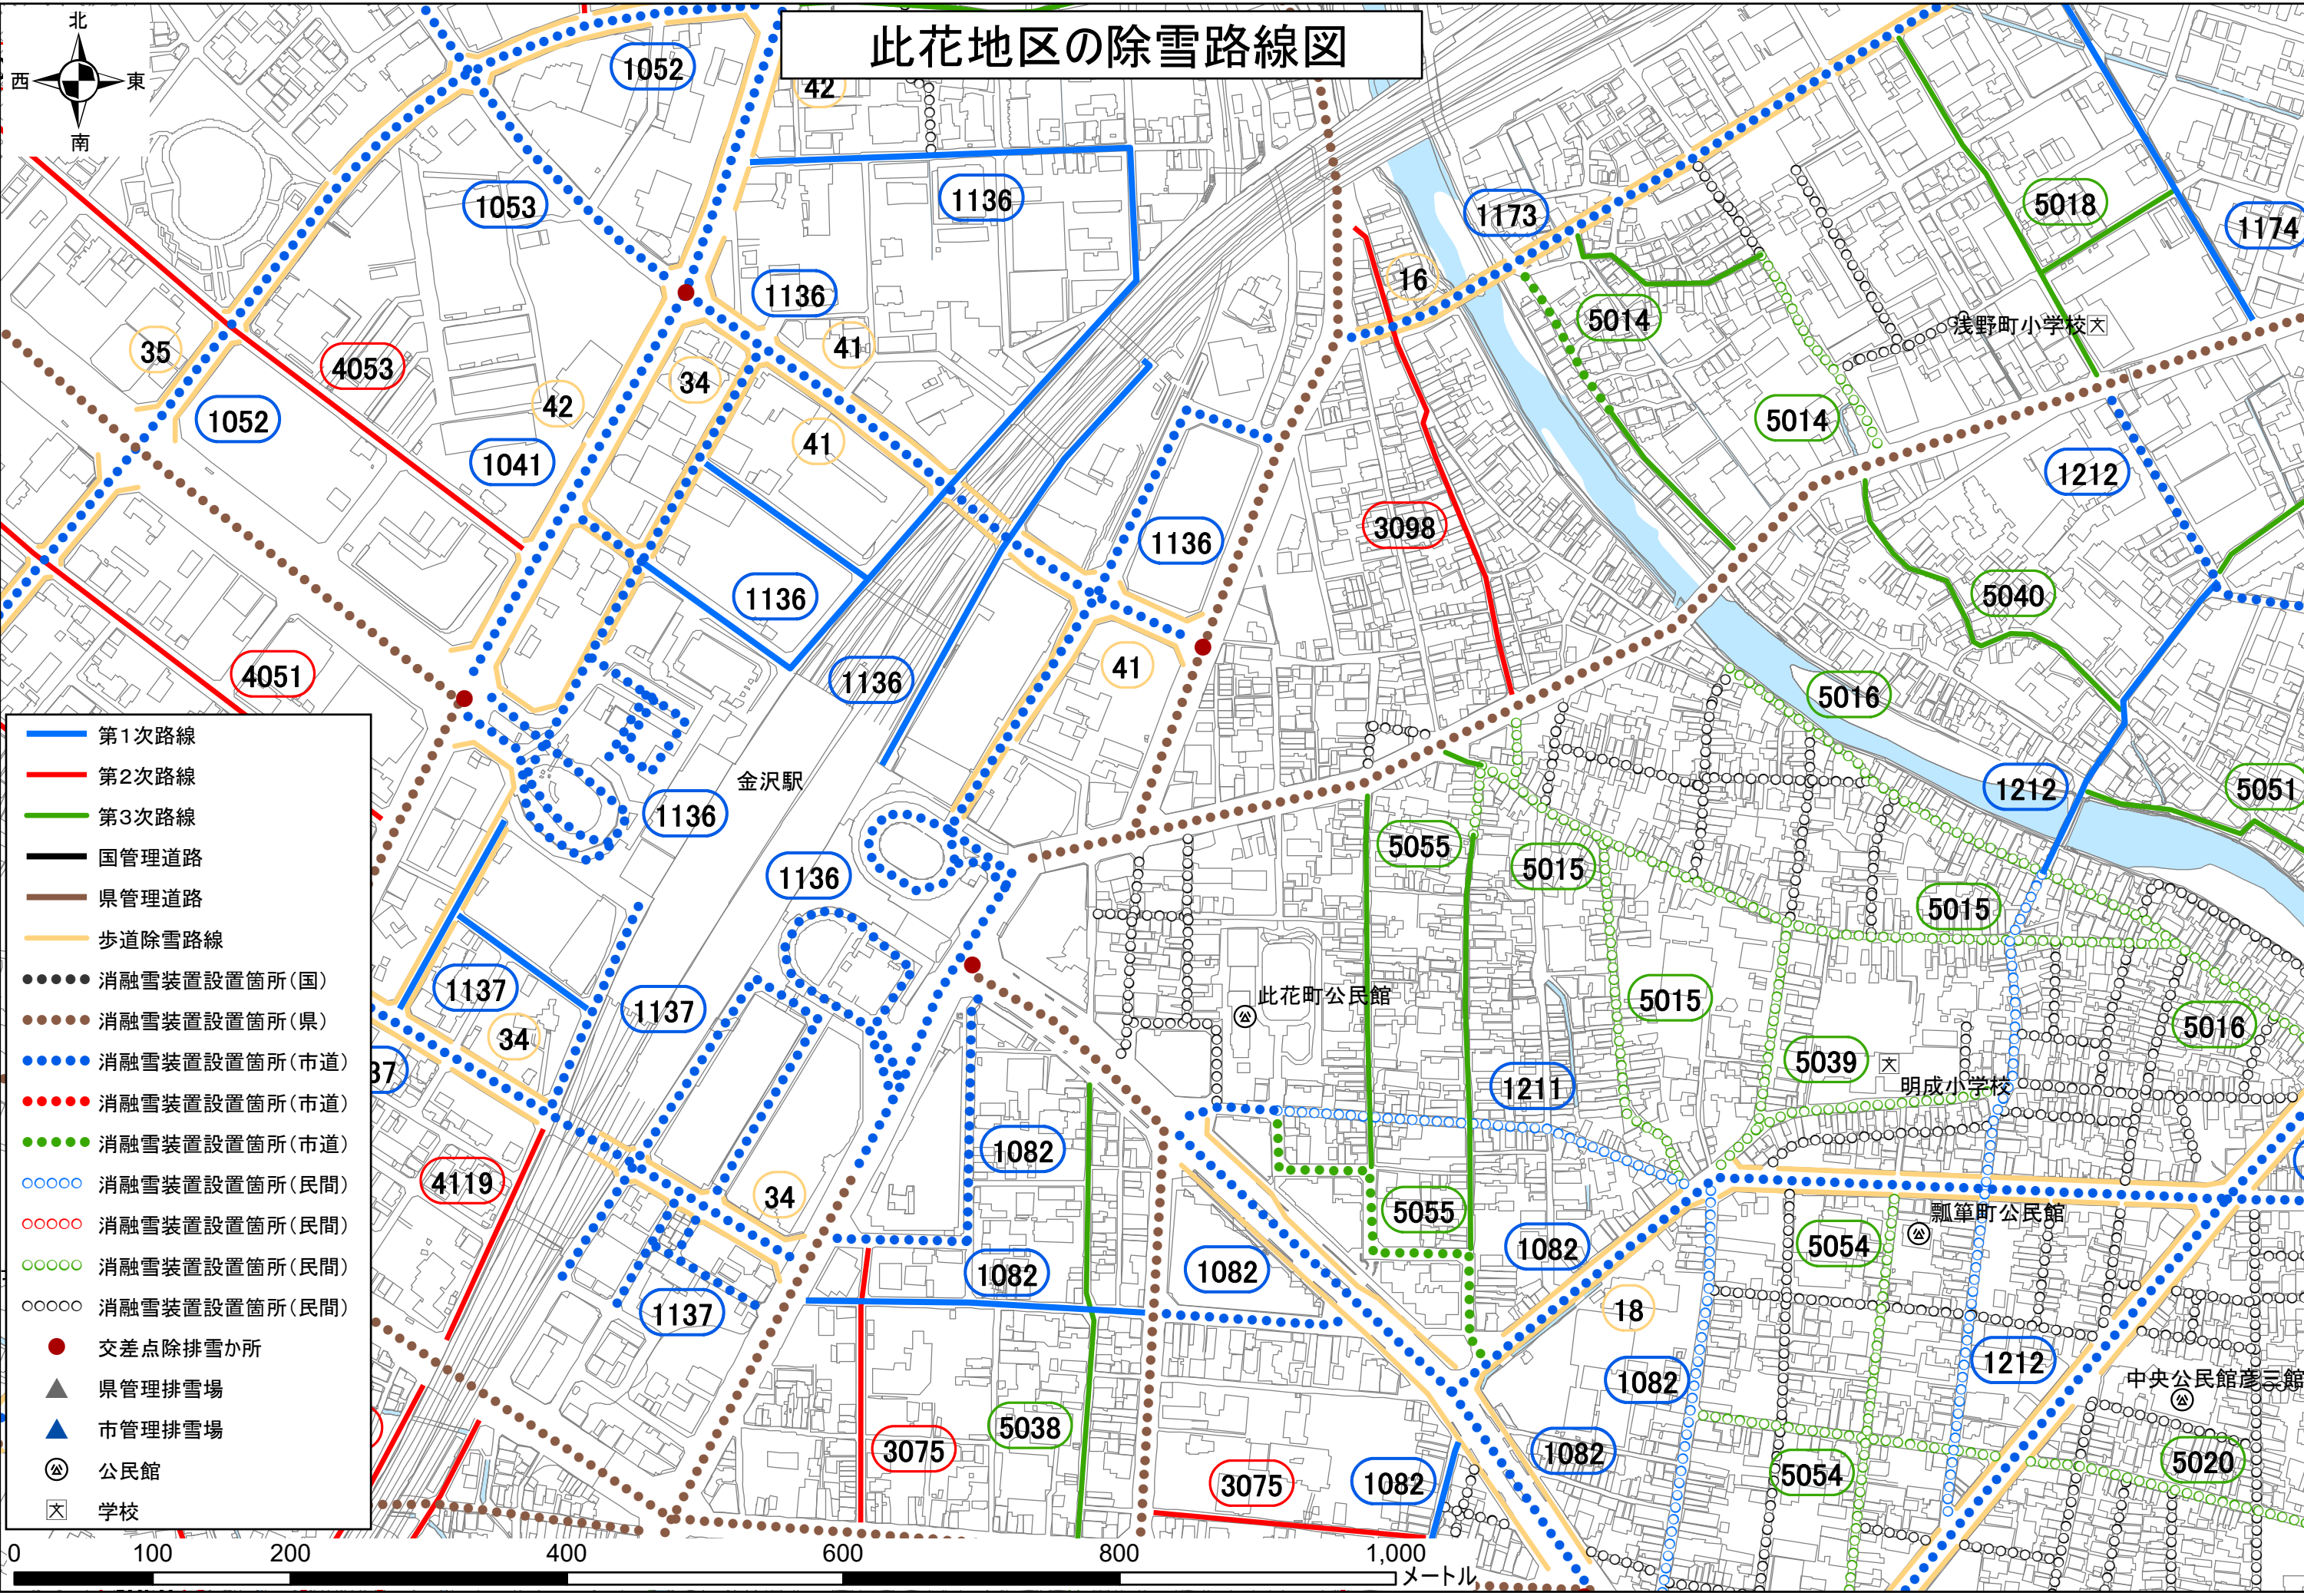 此花地区の除雪路線図
北
西
東
南
1052
42
1053
1136
1173
5018
1174
1136
16
5014
浅野町小学校
35
4053
41
34
42
1052
1041
41
5014
1212
3098
1136
1136
5040
4051
1136
41
5016
金沢駅
1136
1212
5051
1136
5055
5015
5015
1137
1137
34
此花町公民館
5015
5016
5039
明成小学校
37
1211
4119
1082
34
5055
瓢箪町公民館
1082
1082
1082
5054
1137
18
1212
1082
中央公民館彦三館
3075
5038
3075
1082
1082
5054
5020
第1次路線
第2次路線
第3次路線
国管理道路
県管理道路
歩道除雪路線
消融雪装置設置箇所(国)
消融雪装置設置箇所(県)
消融雪装置設置箇所(市道)
消融雪装置設置箇所(市道)
消融雪装置設置箇所(市道)
消融雪装置設置箇所(民間)
消融雪装置設置箇所(民間)
消融雪装置設置箇所(民間)
消融雪装置設置箇所(民間)
交差点除排雪か所
県管理排雪場
市管理排雪場
公民館
文 学校
0 100 200 400 600 800 1,000
メートル